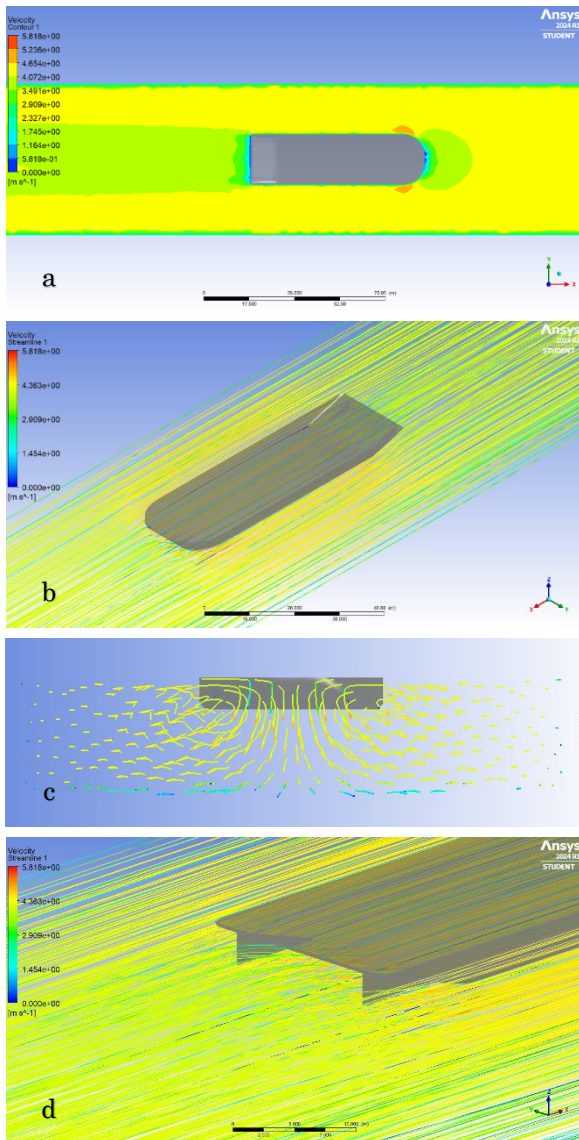 Velocity
Contour 1
Ansys
2024 R1
STUDENT
5.818e+00
5.236e+00
4.654e+00
4.072e+00
3.491e+00
2.909e+00
2.327e+00
1.745e+00
1.164e+00
5.818e-01
0.000e+00
[m s^-1]
a
Y
X
0
35.000
70.00 (m)
17.500
52.50
Velocity
Streamline 1
Ansys
2024 R1
STUDENT
5.818e+00
4.363e+00
2.909e+00
1.454e+00
0.000e+00
[m s^-1]
b
Z
X
Y
20.000
40.00 (m)
10.000
30.000
c
Velocity
Streamline 1
Ansys
2024 R1
STUDENT
5.818e+00
4.363e+00
2.909e+00
1.454e+00
0.000e+00
[m s^-1]
d
Z
Y
X
0
5.000
10.000 (m)
2.500
7.500